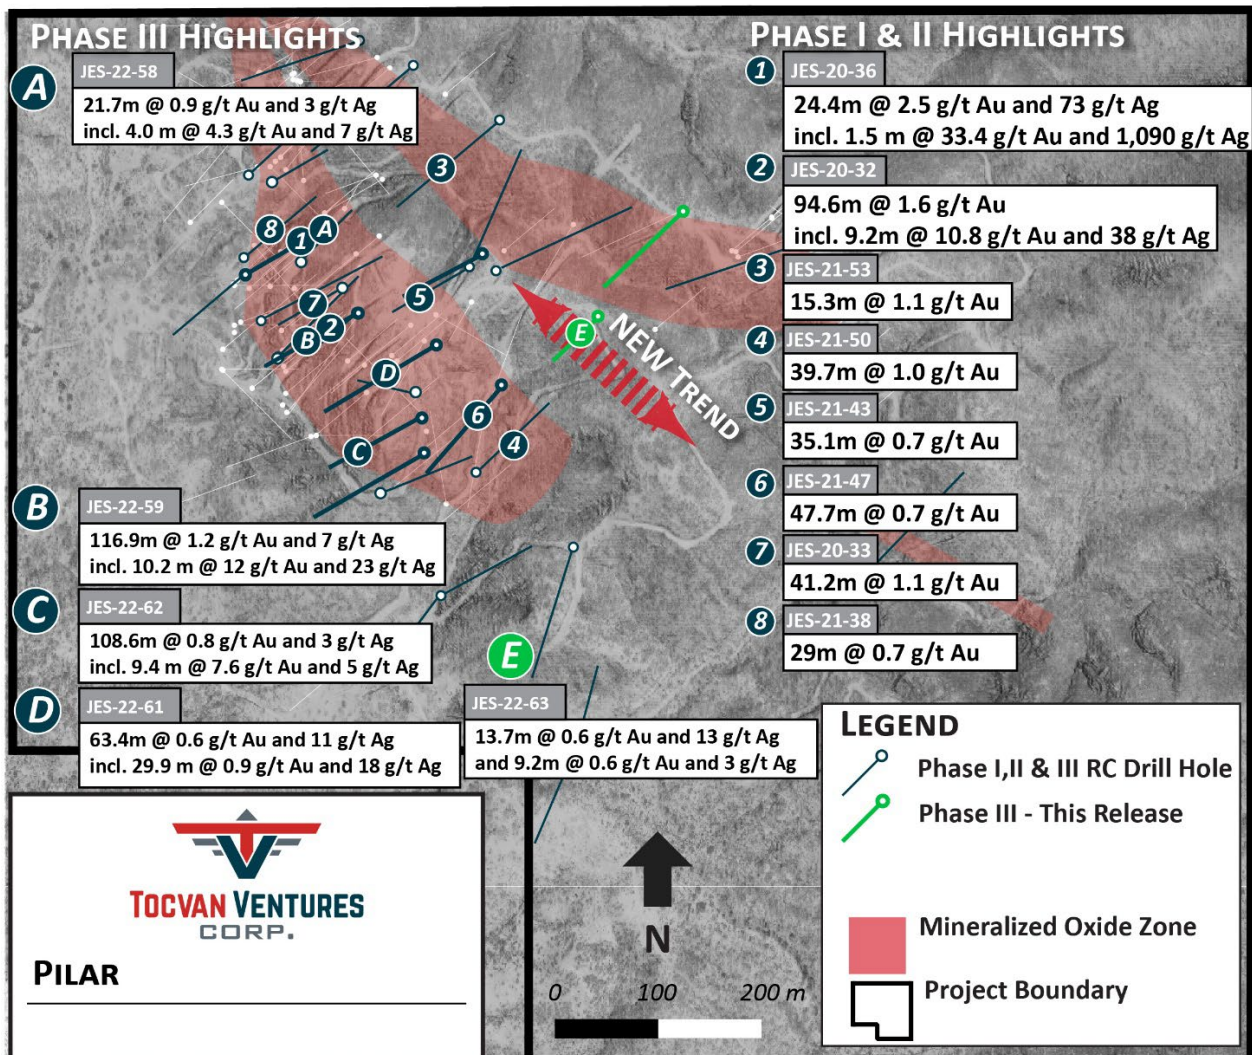 PHASE III HIGHLIGHTS
A
JES-22-58
21.7m @ 0.9 g/t Au and 3 g/t Ag
incl. 4.0 m @ 4.3 g/t Au and 7 g/t Ag
PHASE I & II HIGHLIGHTS
1
JES-20-36
24.4m @ 2.5 g/t Au and 73 g/t Ag
incl. 1.5 m @ 33.4 g/t Au and 1,090 g/t Ag
2
JES-20-32
94.6m @ 1.6 g/t Au
incl. 9.2m @ 10.8 g/t Au and 38 g/t Ag
3
JES-21-53
15.3m @ 1.1 g/t Au
4
JES-21-50
39.7m @ 1.0 g/t Au
5
JES-21-43
35.1m @ 0.7 g/t Au
6
JES-21-47
47.7m @ 0.7 g/t Au
7
JES-20-33
41.2m @ 1.1 g/t Au
8
JES-21-38
29m @ 0.7 g/t Au
3
8
1
A
7
5
B
2
D
6
C
4
E
NEW TREND
B
JES-22-59
116.9m @ 1.2 g/t Au and 7 g/t Ag
incl. 10.2 m @ 12 g/t Au and 23 g/t Ag
C
JES-22-62
108.6m @ 0.8 g/t Au and 3 g/t Ag
incl. 9.4 m @ 7.6 g/t Au and 5 g/t Ag
D
JES-22-61
63.4m @ 0.6 g/t Au and 11 g/t Ag
incl. 29.9 m @ 0.9 g/t Au and 18 g/t Ag
E
JES-22-63
13.7m @ 0.6 g/t Au and 13 g/t Ag
and 9.2m @ 0.6 g/t Au and 3 g/t Ag
TOCVAN VENTURES
CORP.
PILAR
N
0 100 200 m
LEGEND
Phase I,II & III RC Drill Hole
Phase III - This Release
Mineralized Oxide Zone
Project Boundary